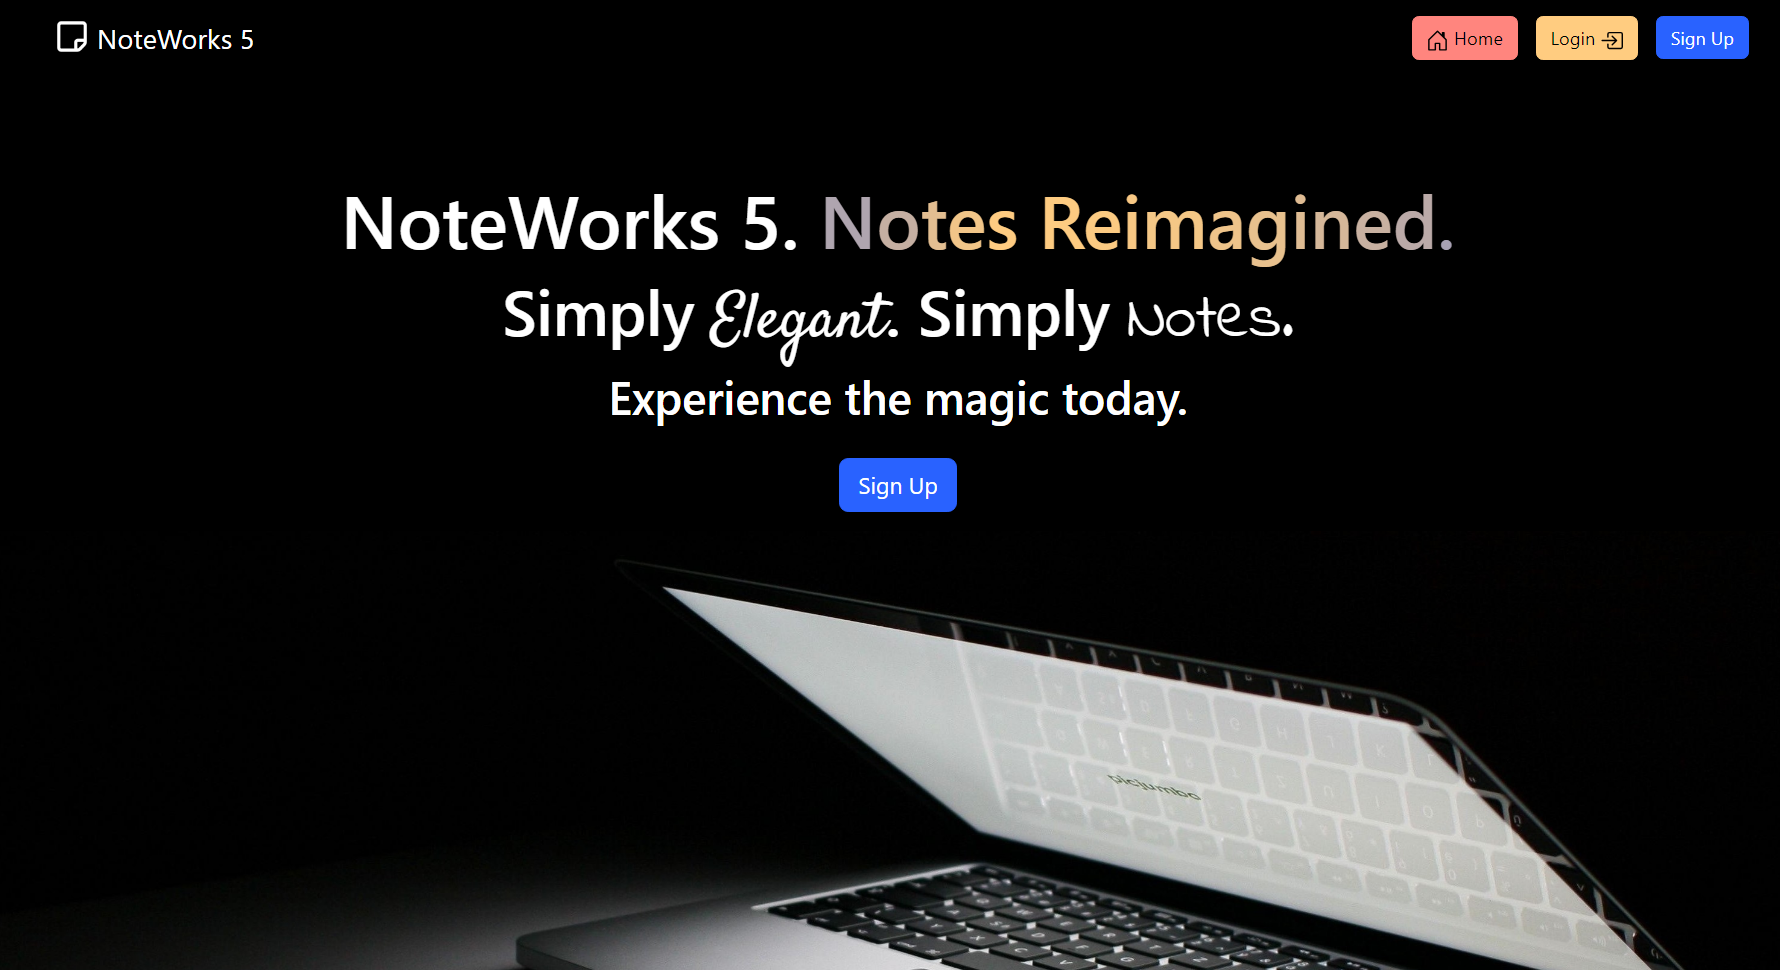 NoteWorks 5
Home
Login
Sign Up
NoteWorks 5. Notes Reimagined.
Simply Elegant. Simply Notes.
Experience the magic today.
Sign Up
picjumbo